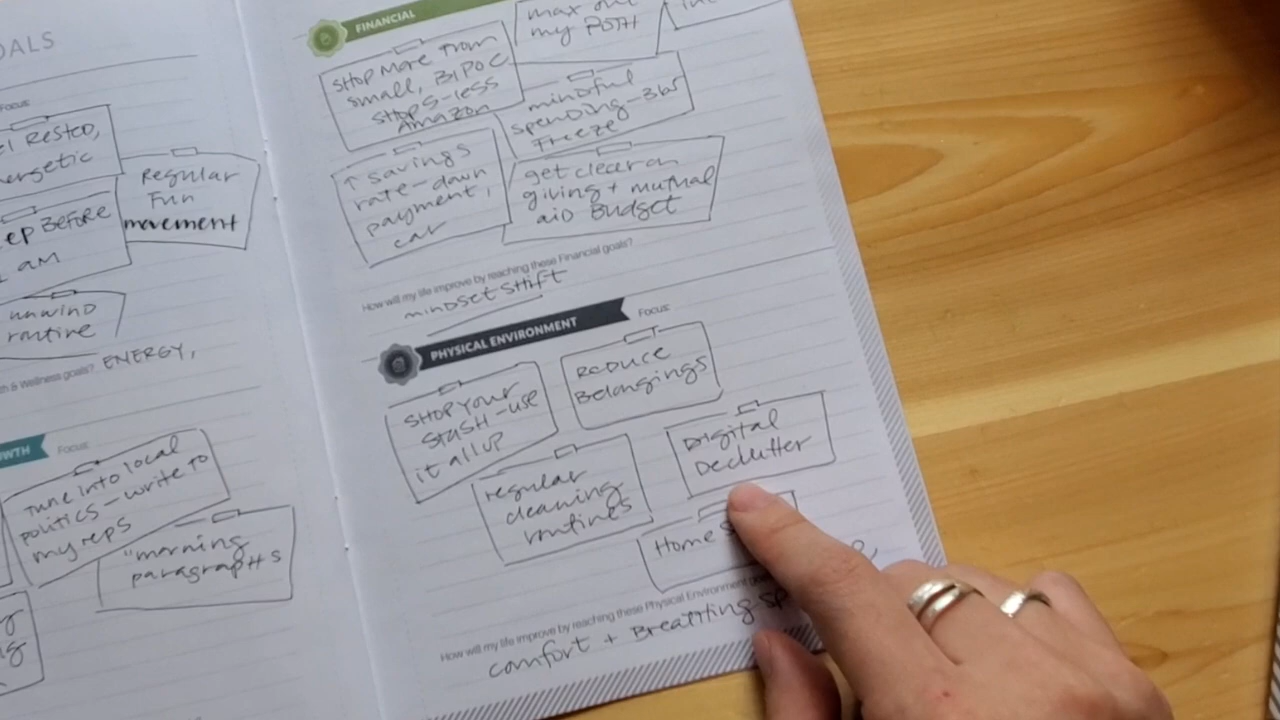 OALS
Focus
Rested,
ergetic
Regular
Fun
movement
ep Before
am
unwind
routine
th & Wellness goals? ENERGY,
WTH
Focus:
Tune into local
politics – write to
my reps
"morning
paragraphs
FINANCIAL
max out
my Roth
Shop more from
small, BIPOC
shops – less
Amazon
mindful
spending –
Freeze
↑ savings
rate – down
payment,
car
get clear on
giving + mutual
aid Budget
How will my life improve by reaching these Financial goals?
mindset shift
PHYSICAL ENVIRONMENT
Focus:
Shop your
stash – use
it all up
Reduce
Belongings
Digital
Declutter
regular
cleaning
routines
Home
How will my life improve by reaching these Physical Environment goa
comfort + Breathing sp